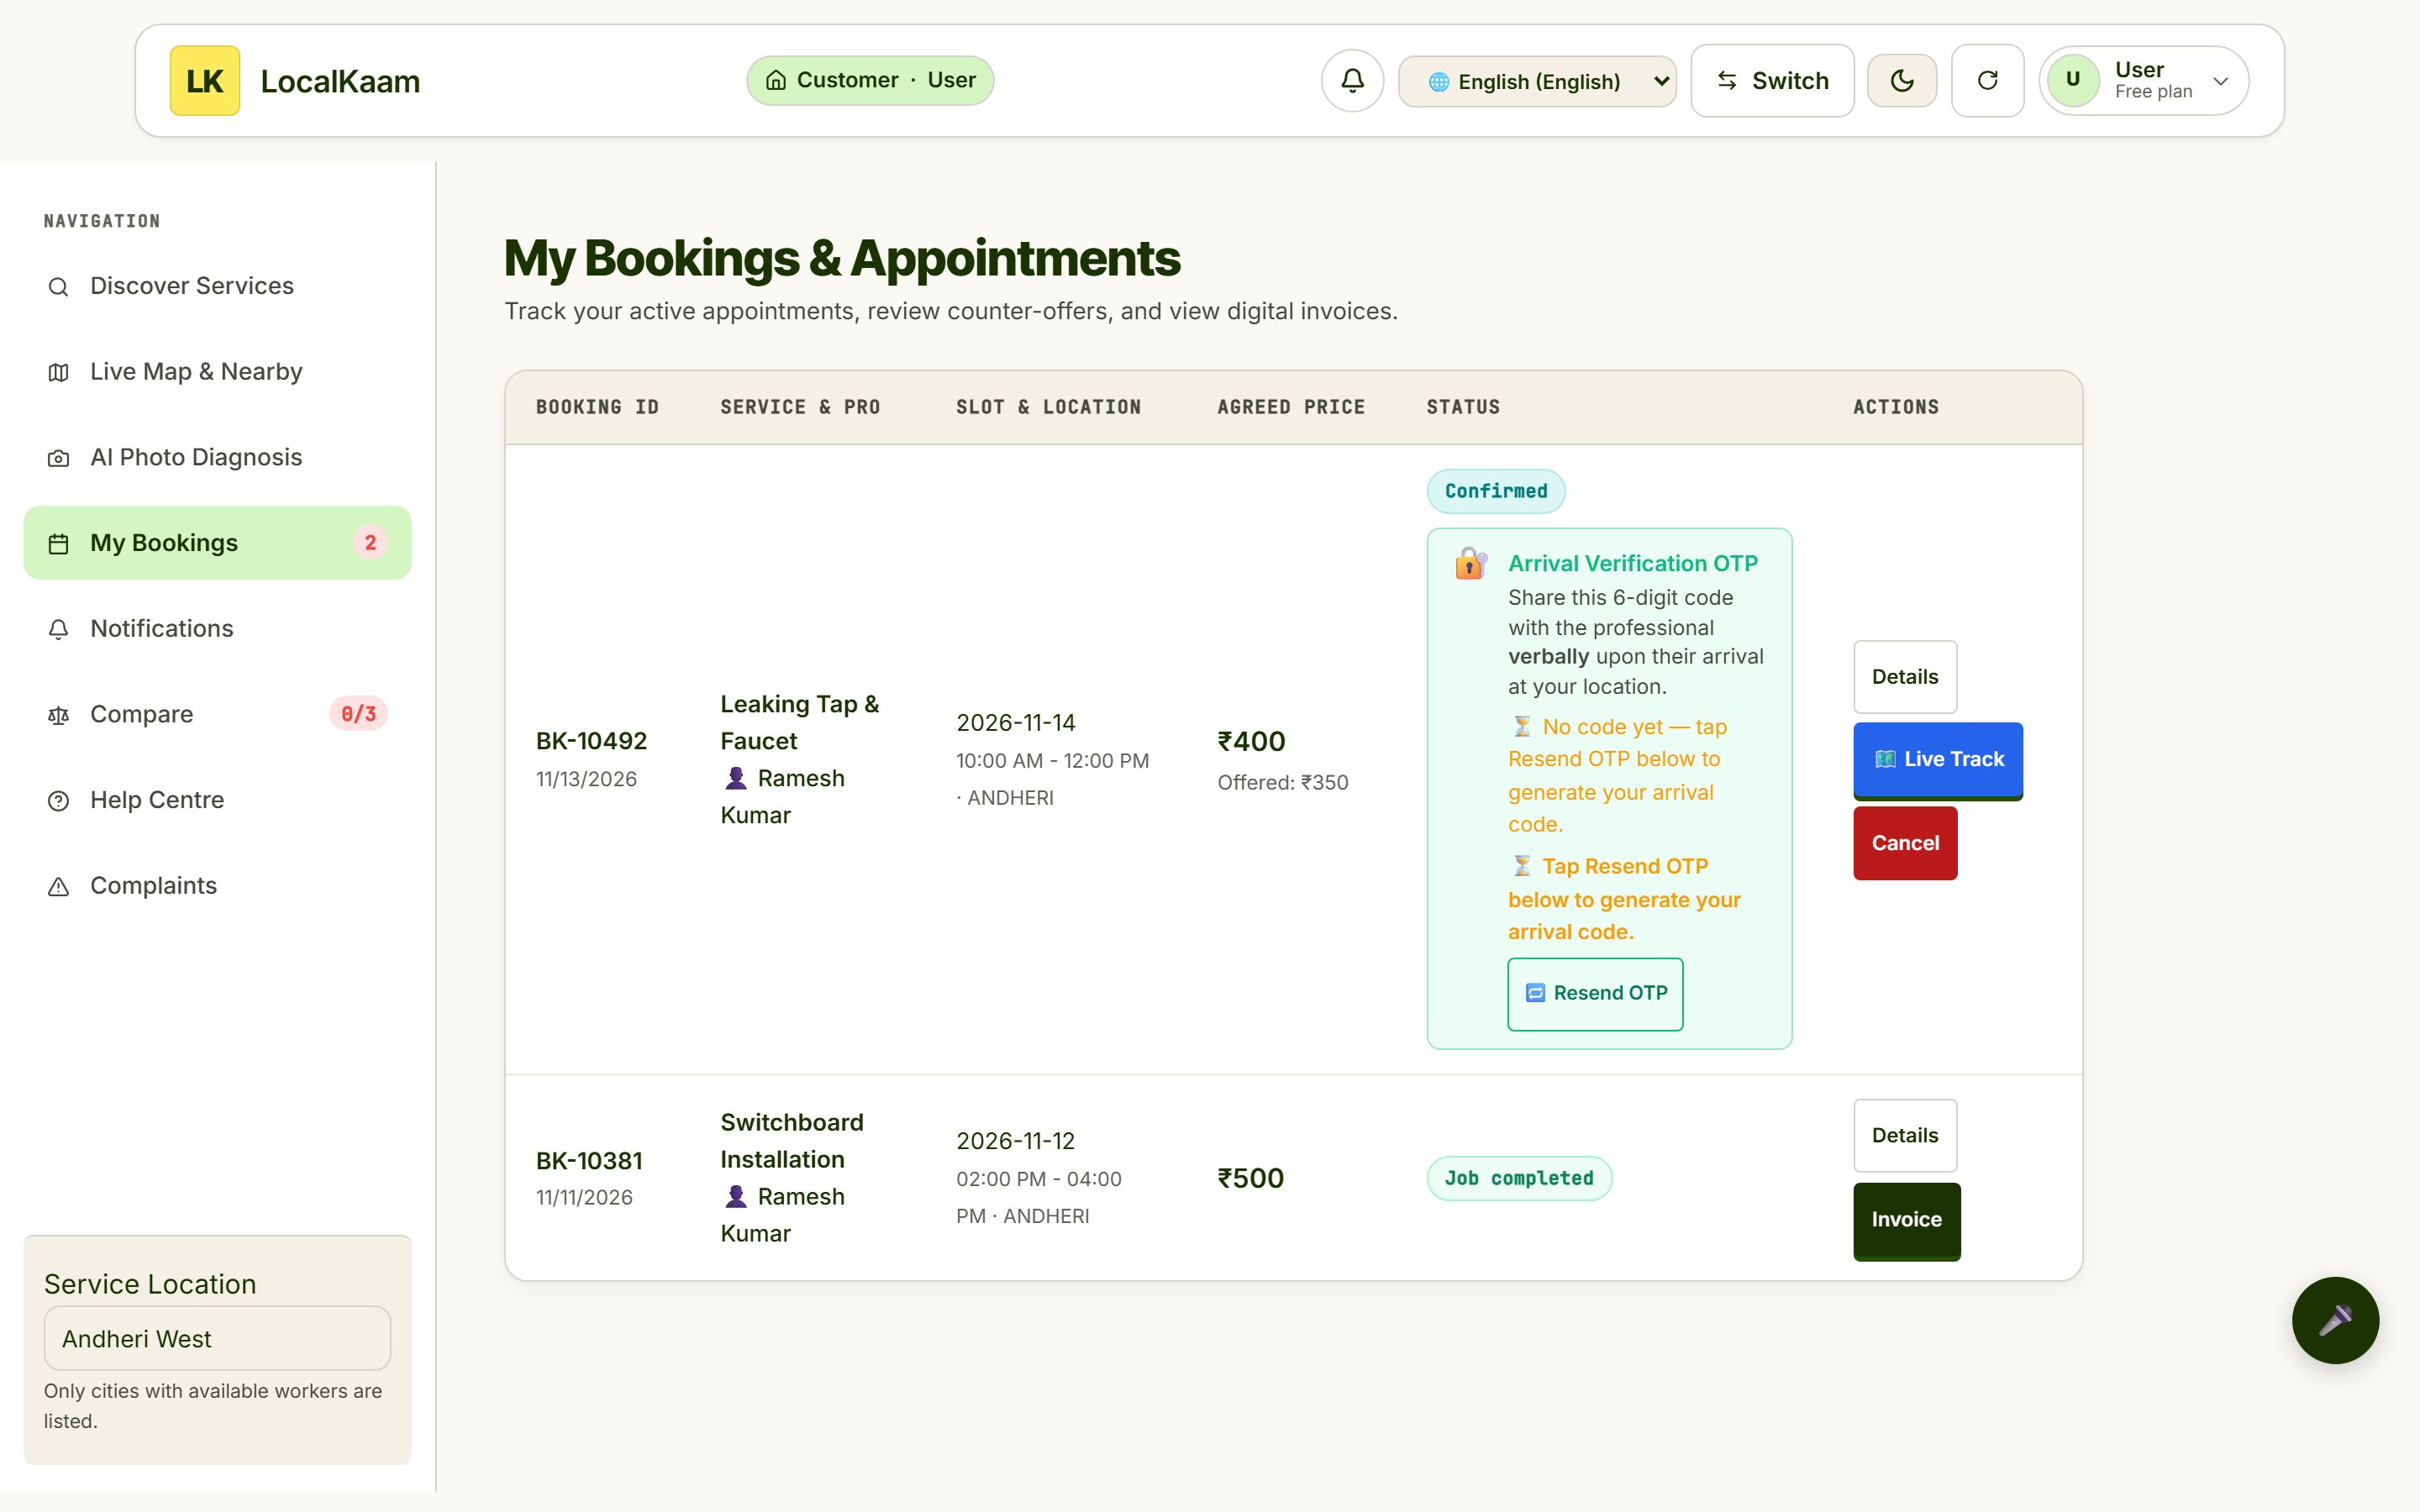 LK
LocalKaam
Customer · User
English (English)
Switch
U
User
Free plan
NAVIGATION
Discover Services
Live Map & Nearby
AI Photo Diagnosis
My Bookings 2
Notifications
Compare 0/3
Help Centre
Complaints
Service Location
Andheri West
Only cities with available workers are
listed.
My Bookings & Appointments
Track your active appointments, review counter-offers, and view digital invoices.
BOOKING ID SERVICE & PRO SLOT & LOCATION AGREED PRICE STATUS ACTIONS
BK-10492
11/13/2026
Leaking Tap &
Faucet
Ramesh
Kumar
2026-11-14
10:00 AM - 12:00 PM
· ANDHERI
₹400
Offered: ₹350
Confirmed
Arrival Verification OTP
Share this 6-digit code
with the professional
verbally upon their arrival
at your location.
No code yet — tap
Resend OTP below to
generate your arrival
code.
Tap Resend OTP
below to generate your
arrival code.
Resend OTP
Details
Live Track
Cancel
BK-10381
11/11/2026
Switchboard
Installation
Ramesh
Kumar
2026-11-12
02:00 PM - 04:00
PM · ANDHERI
₹500
Job completed
Details
Invoice